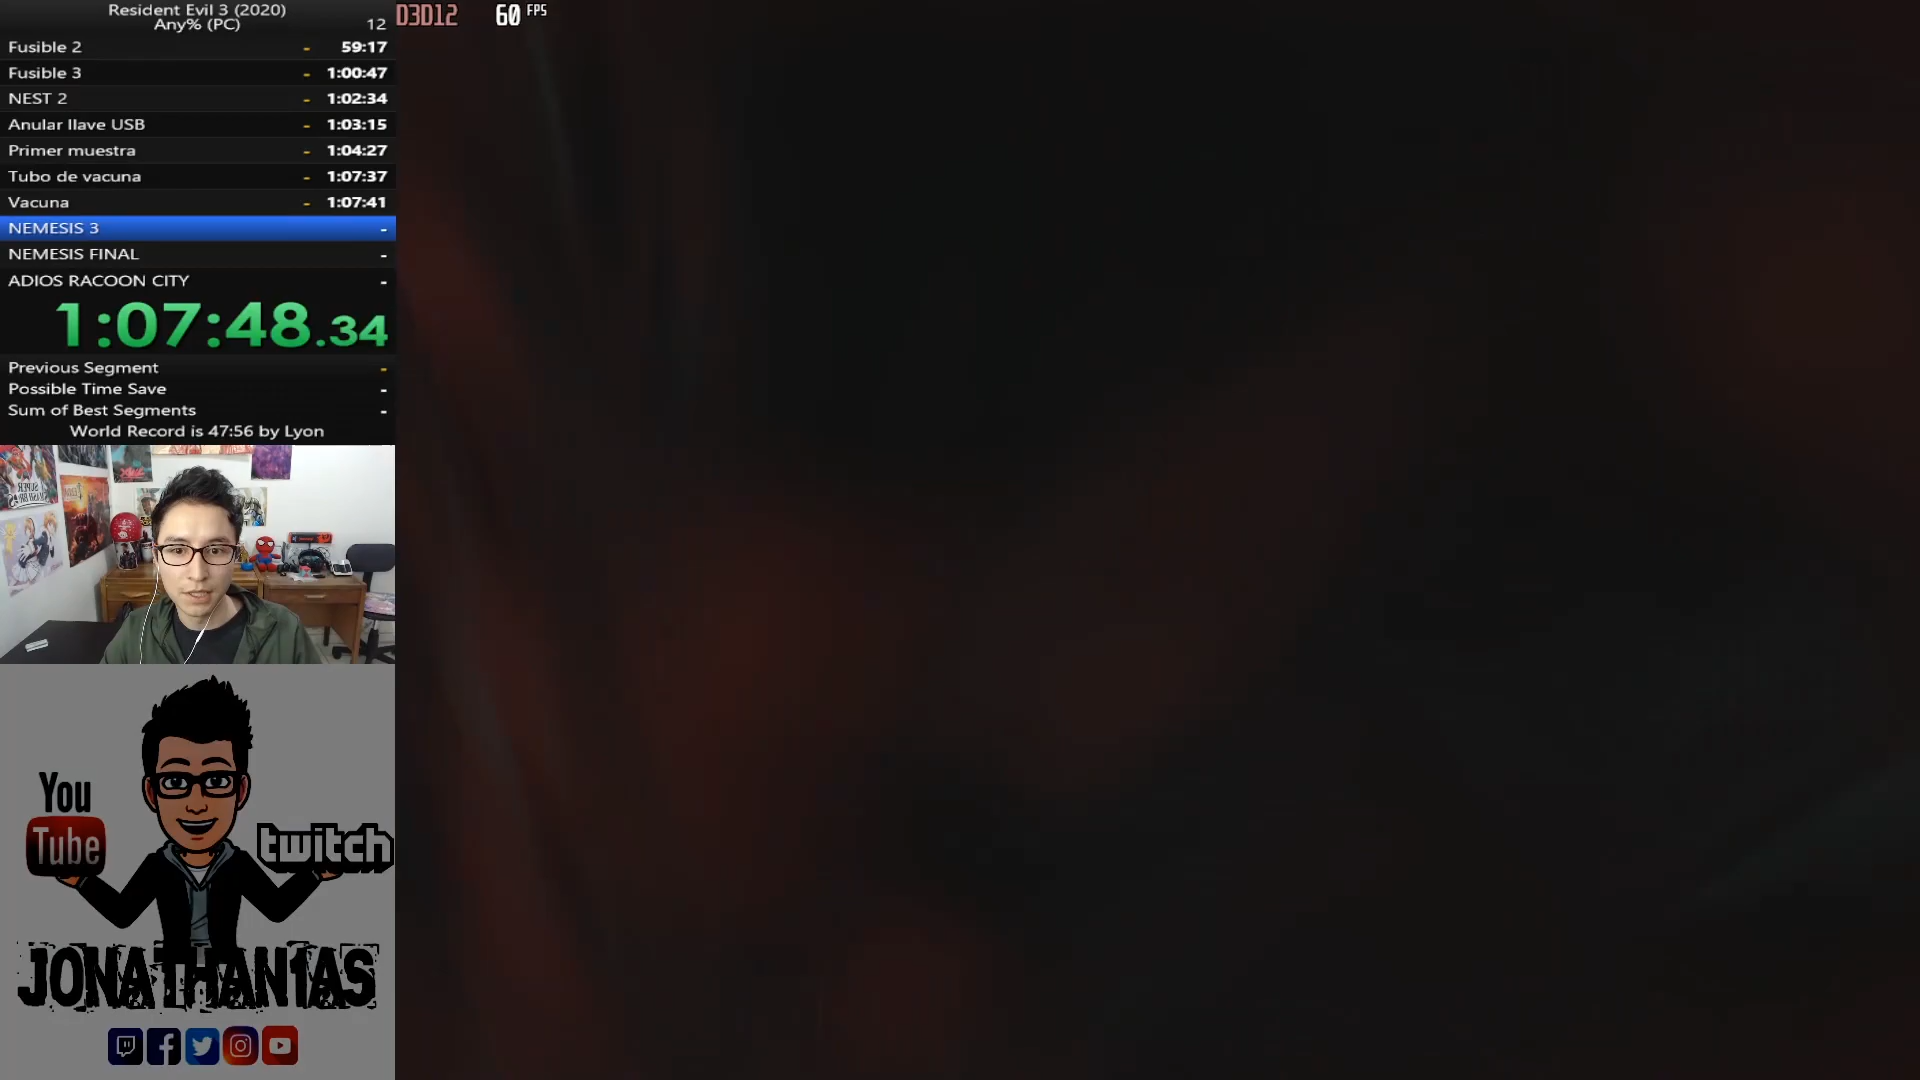 Resident Evil 3 (2020)
Any% (PC) 12
D3D12 60 FPS
Fusible 2 - 59:17
Fusible 3 - 1:00:47
NEST 2 - 1:02:34
Anular llave USB - 1:03:15
Primer muestra - 1:04:27
Tubo de vacuna - 1:07:37
Vacuna - 1:07:41
NEMESIS 3 -
NEMESIS FINAL -
ADIOS RACOON CITY -
1:07:48.34
Previous Segment -
Possible Time Save -
Sum of Best Segments -
World Record is 47:56 by Lyon
You
Tube
twitch
JONATHAN1AS